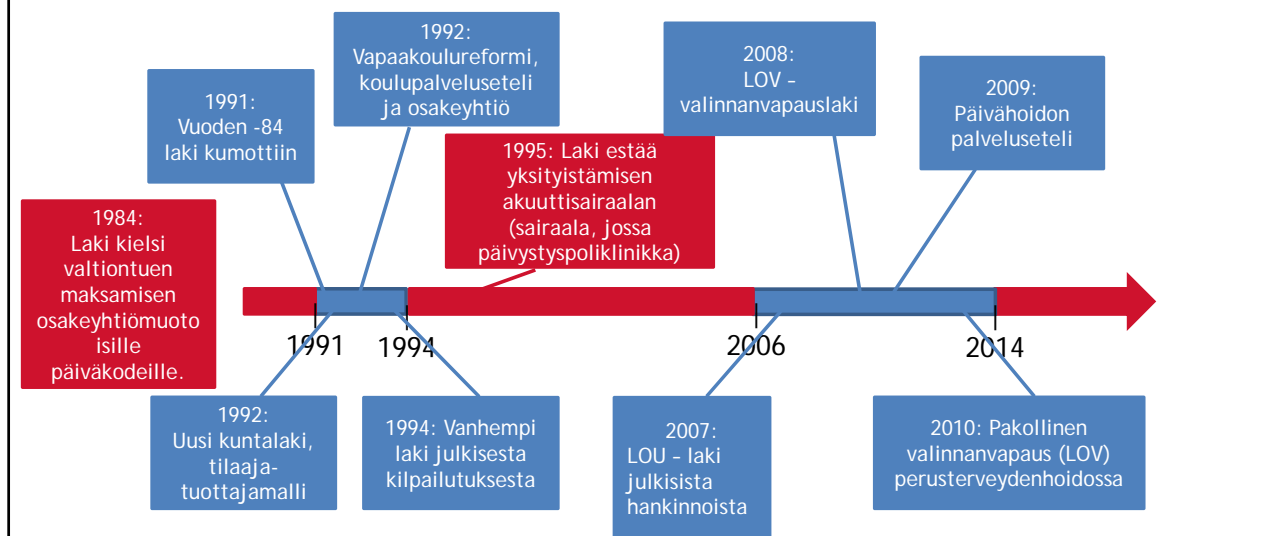 1984:
Laki kielsi
valtiontuen
maksamisen
osakeyhtiömuoto
isille
päiväkodeille.
1991:
Vuoden -84
laki kumottiin
1992:
Vapaakoulureformi,
koulupalveluseteli
ja osakeyhtiö
1995: Laki estää
yksityistämisen
akuuttisairaalan
(sairaala, jossa
päivystyspoliklinikka)
2008:
LOV –
valinnanvapauslaki
2009:
Päivähoidon
palveluseteli
1991
1994
2006
2014
1992:
Uusi kuntalaki,
tilaaja-
tuottajamalli
1994: Vanhempi
laki julkisesta
kilpailutuksesta
2007:
LOU – laki
julkisista
hankinnoista
2010: Pakollinen
valinnanvapaus (LOV)
perusterveydenhoidossa